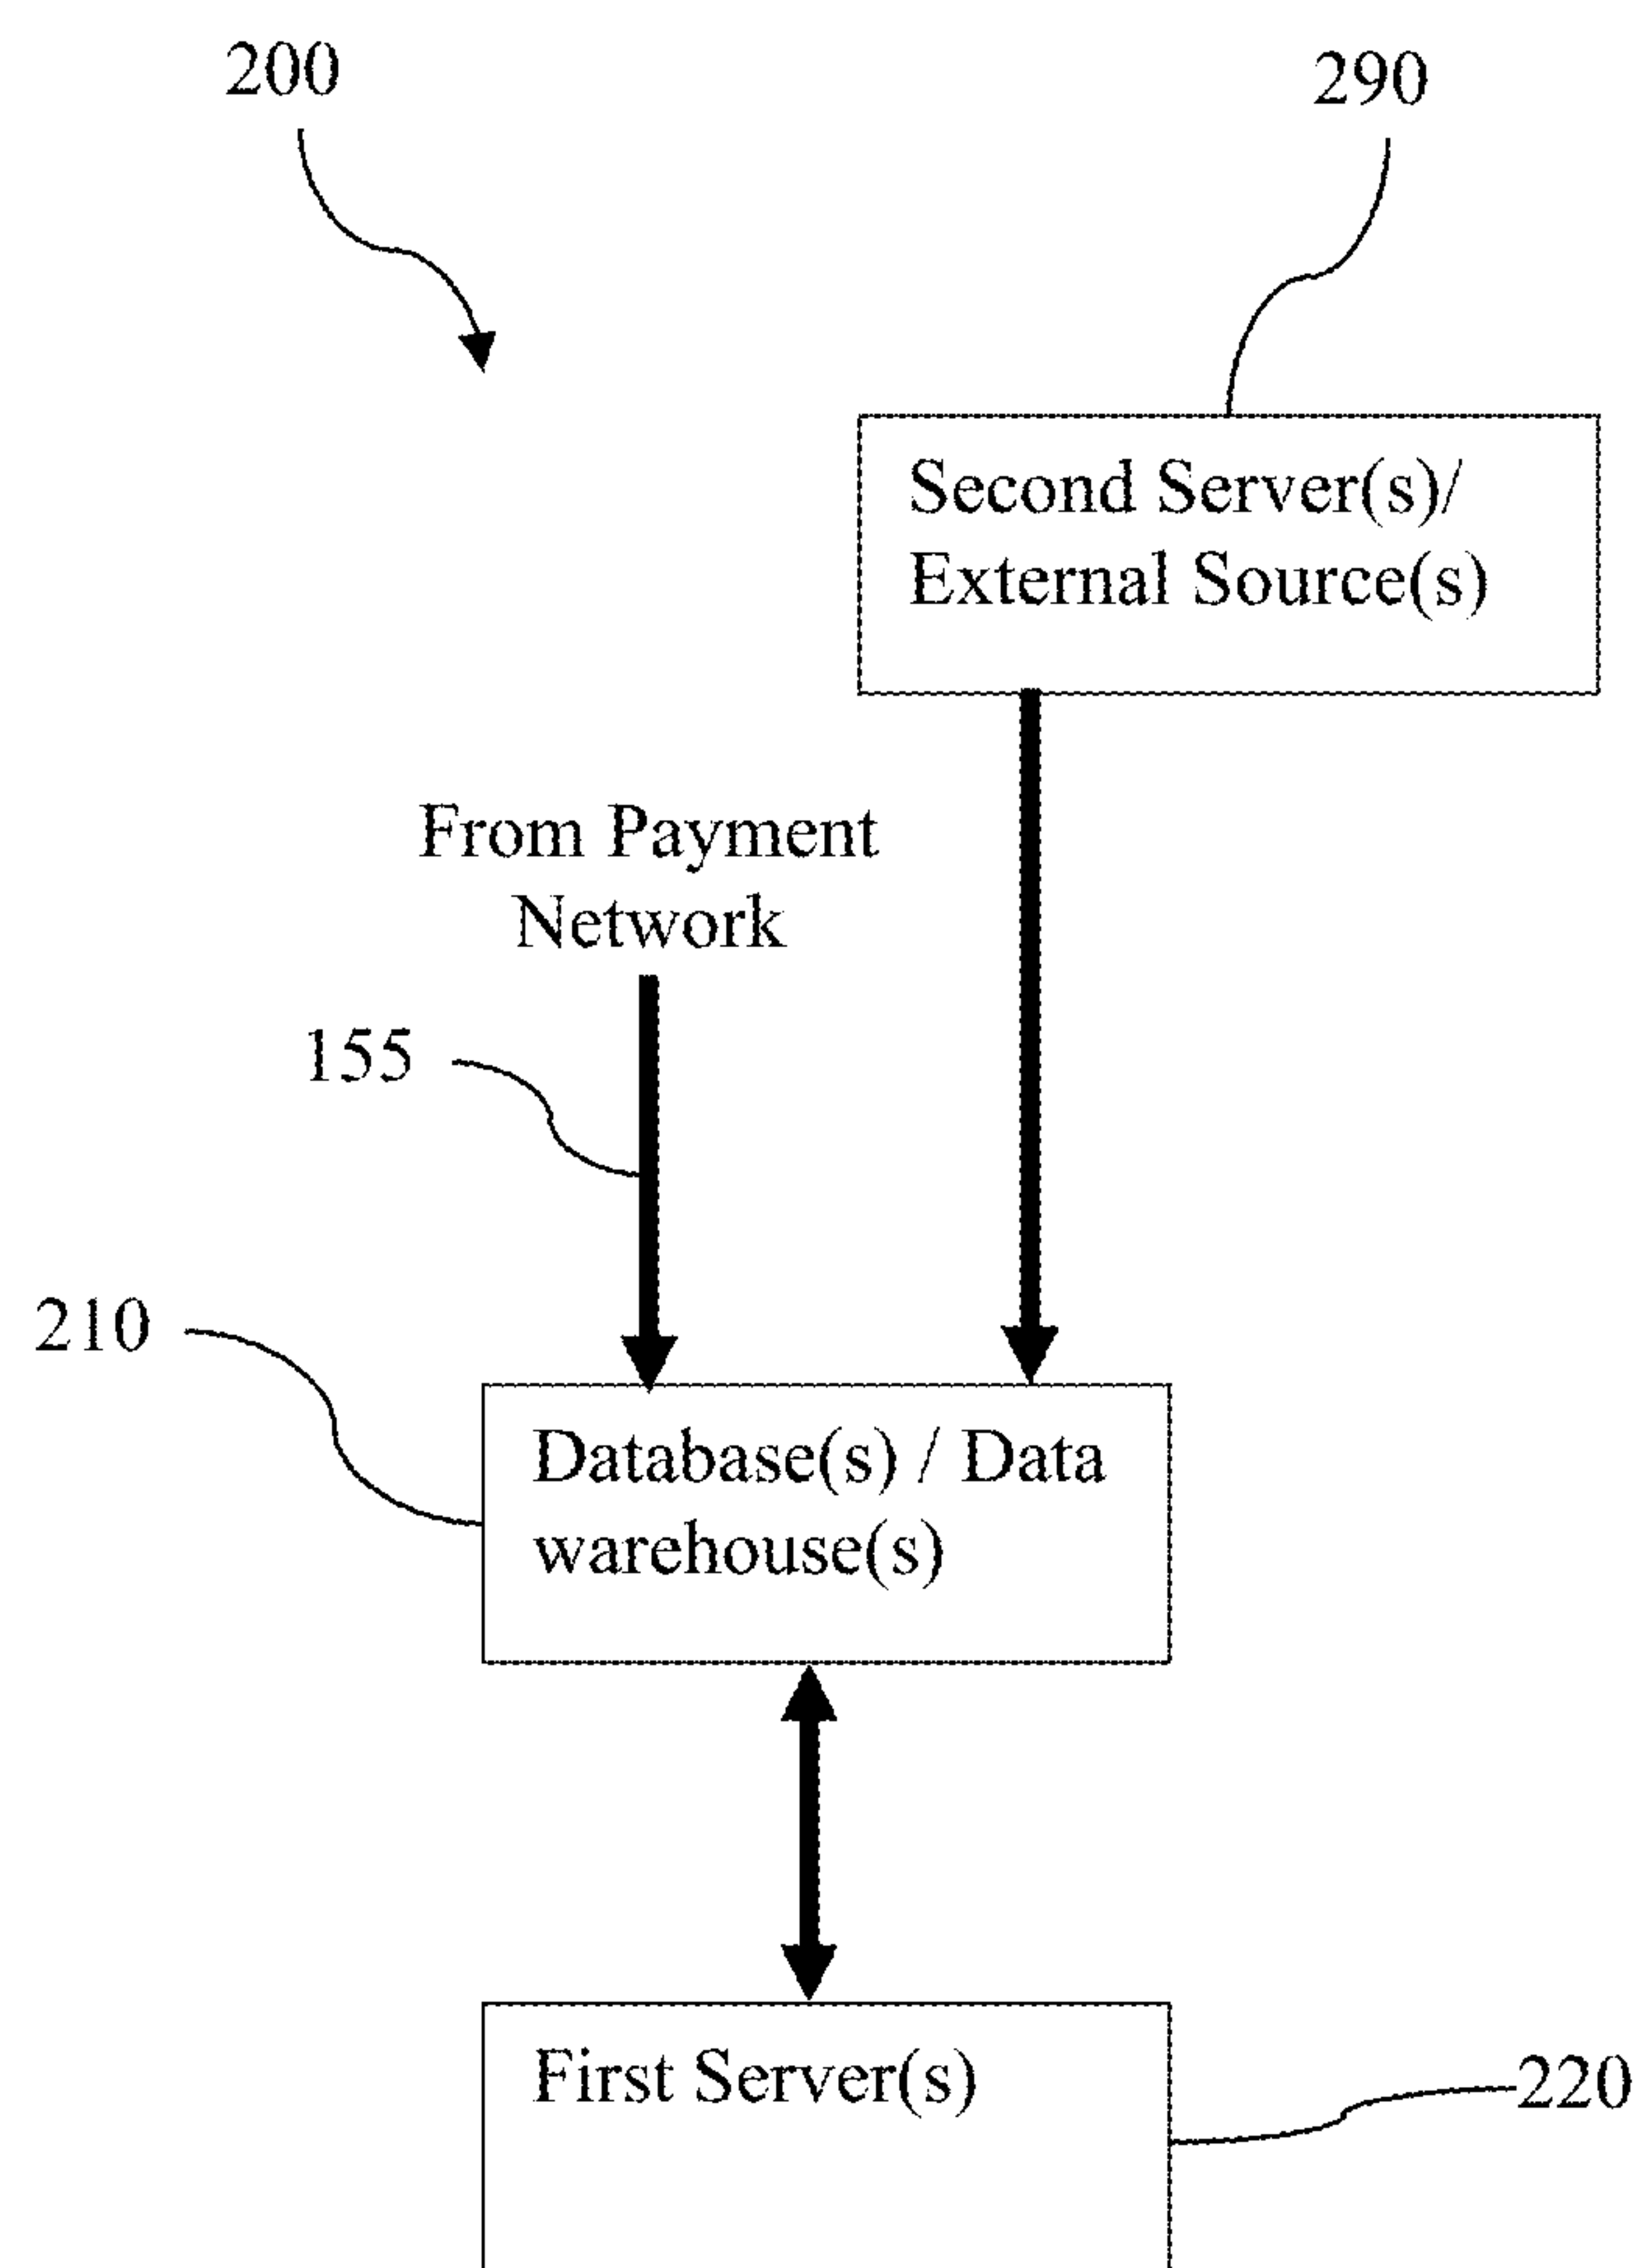 200
290
Second Server(s)/
External Source(s)
From Payment
Network
155
210
Database(s) / Data
warehouse(s)
First Server(s)
220